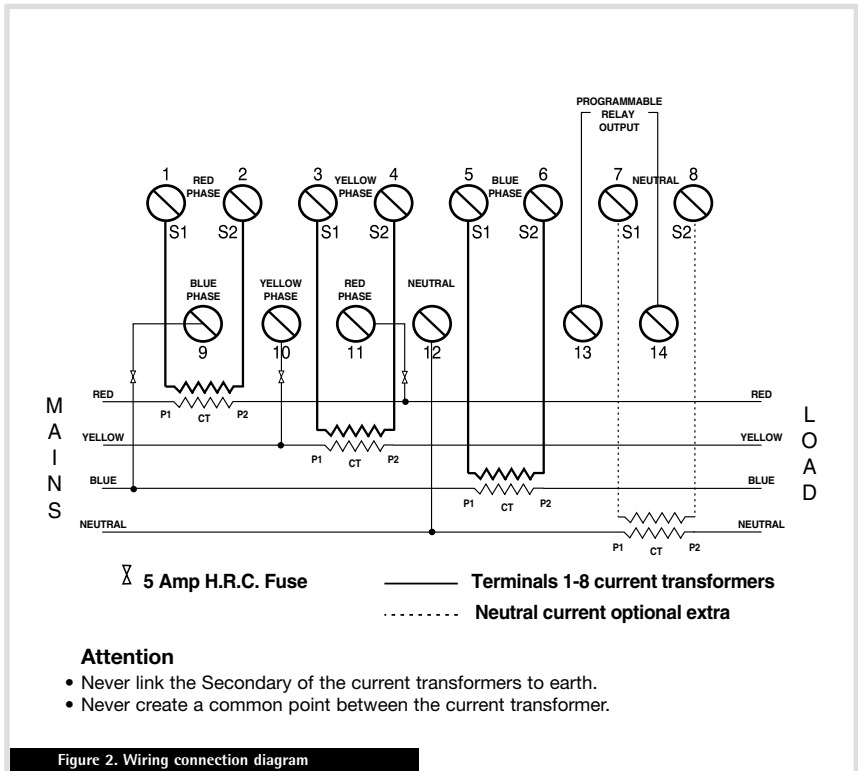 PROGRAMMABLE
RELAY
OUTPUT
1 RED PHASE 2 3 YELLOW PHASE 4 5 BLUE PHASE 6 7 NEUTRAL 8
S1 S2 S1 S2 S1 S2 S1 S2
BLUE PHASE YELLOW PHASE RED PHASE NEUTRAL
9 10 11 12 13 14
MAINS
LOAD
RED P1 CT P2 RED
YELLOW P1 CT P2 YELLOW
BLUE P1 CT P2 BLUE
NEUTRAL P1 CT P2 NEUTRAL
5 Amp H.R.C. Fuse Terminals 1-8 current transformers
Neutral current optional extra
Attention
• Never link the Secondary of the current transformers to earth.
• Never create a common point between the current transformer.
Figure 2. Wiring connection diagram